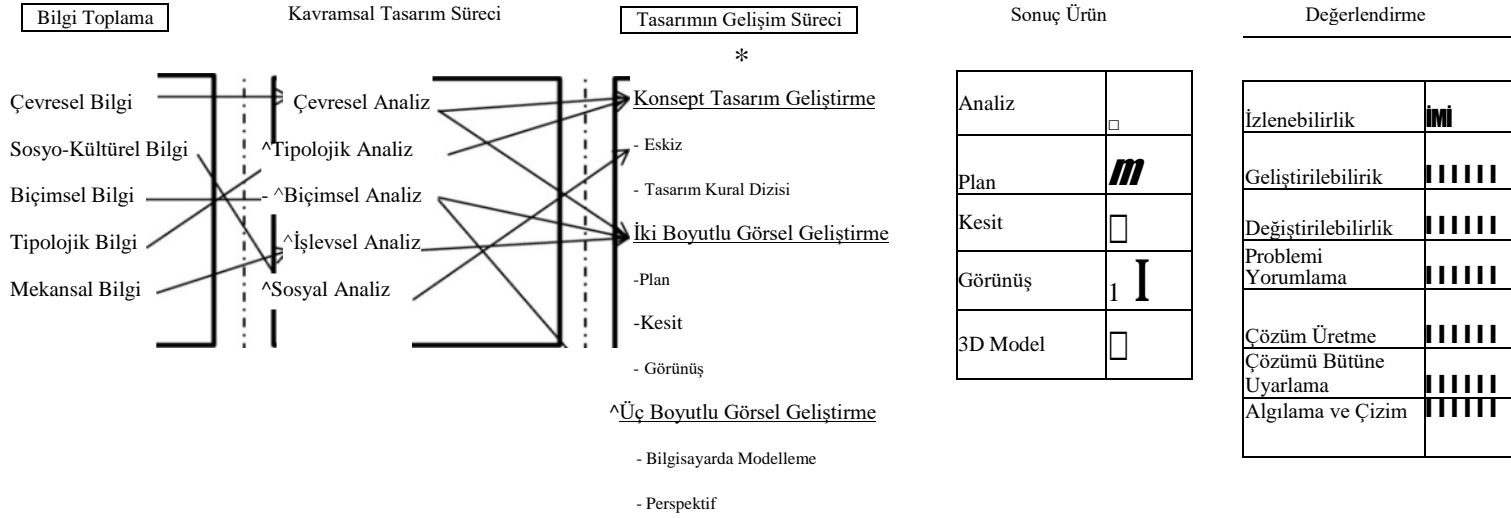 Bilgi Toplama
Kavramsal Tasarım Süreci
Tasarımın Gelişim Süreci
Sonuç Ürün
Değerlendirme
*
Çevresel Bilgi
Sosyo-Kültürel Bilgi
Biçimsel Bilgi
Tipolojik Bilgi
Mekansal Bilgi
Çevresel Analiz
^Tipolojik Analiz
- ^Biçimsel Analiz
^İşlevsel Analiz
^Sosyal Analiz
Konsept Tasarım Geliştirme
- Eskiz
- Tasarım Kural Dizisi
İki Boyutlu Görsel Geliştirme
-Plan
-Kesit
- Görünüş
^Üç Boyutlu Görsel Geliştirme
- Bilgisayarda Modelleme
- Perspektif
Analiz □
Plan m
Kesit □
Görünüş 1 I
3D Model □
İzlenebilirlik İMİ
Geliştirilebilirik I I I I I I
Değiştirilebilirlik I I I I I I
Problemi
Yorumlama I I I I I I
Çözüm Üretme I I I I I I
Çözümü Bütüne
Uyarlama I I I I I I
Algılama ve Çizim I I I I I I